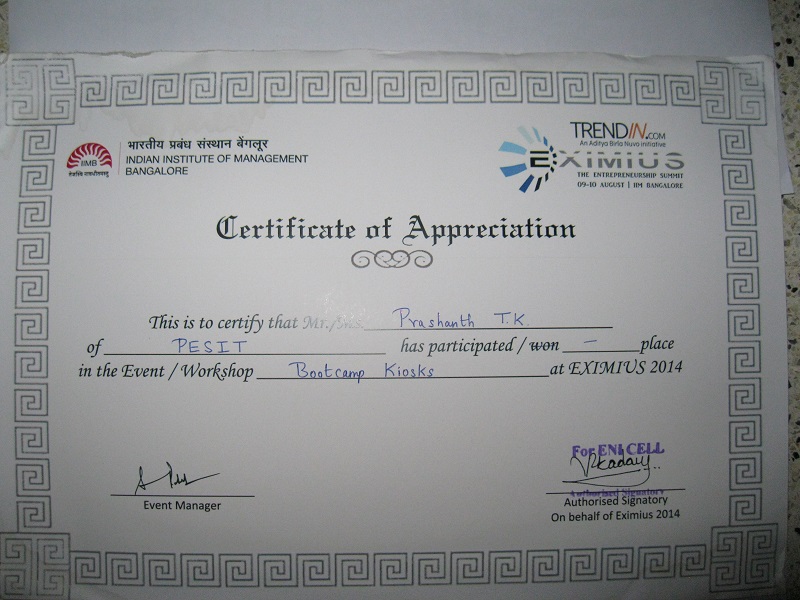 IIMB
भारतीय प्रबंध संस्थान बेंगलूर
INDIAN INSTITUTE OF MANAGEMENT
BANGALORE
TRENDIN.COM
An Aditya Birla Nuvo Initiative
EXIMIUS
THE ENTREPRENEURSHIP SUMMIT
09-10 AUGUST | IIM BANGALORE
Certificate of Appreciation
This is to certify that Mr./Ms. Prashanth T.K.
of PESIT has participated / won – place
in the Event / Workshop Bootcamp Kiosks at EXIMIUS 2014
Event Manager
For EN&CELL
Authorised Signatory
Authorised Signatory
On behalf of Eximius 2014